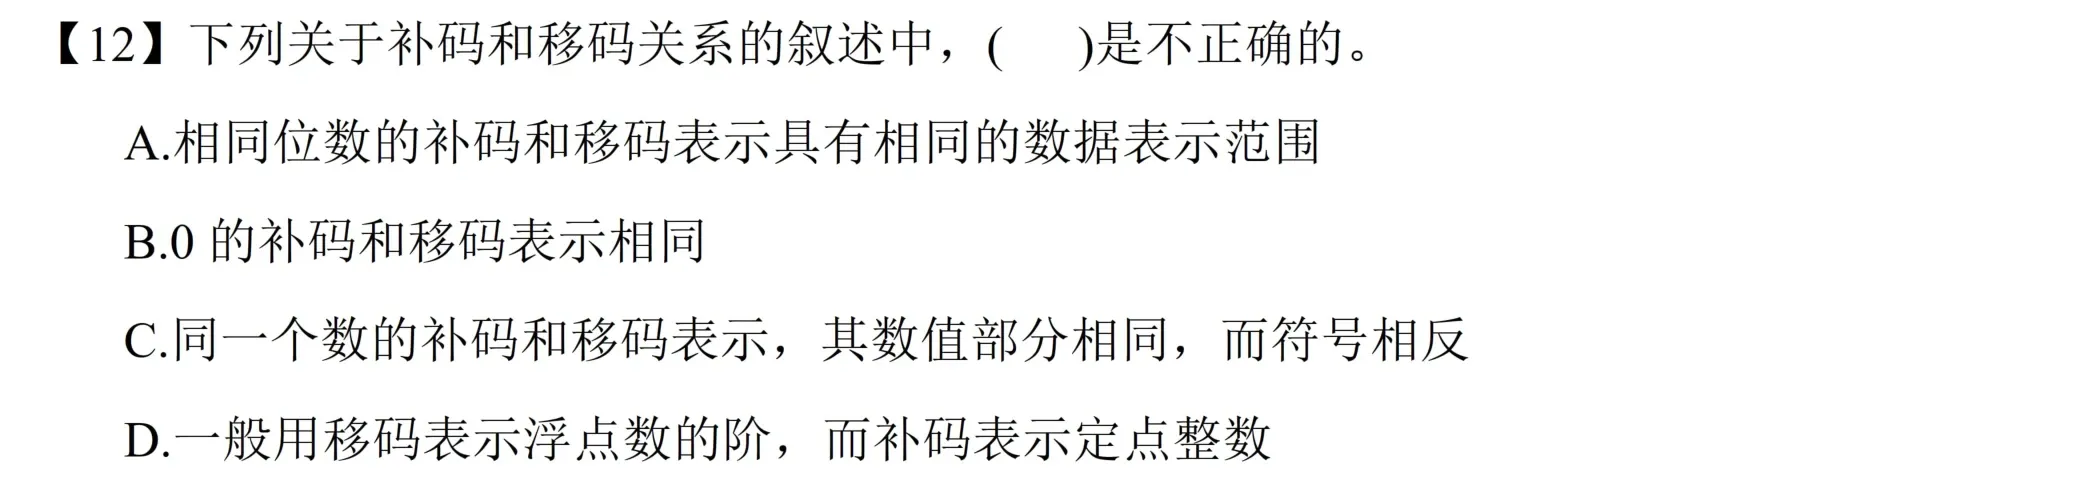 【12】下列关于补码和移码关系的叙述中，(　)是不正确的。
A.相同位数的补码和移码表示具有相同的数据表示范围
B.0 的补码和移码表示相同
C.同一个数的补码和移码表示，其数值部分相同，而符号相反
D.一般用移码表示浮点数的阶，而补码表示定点整数